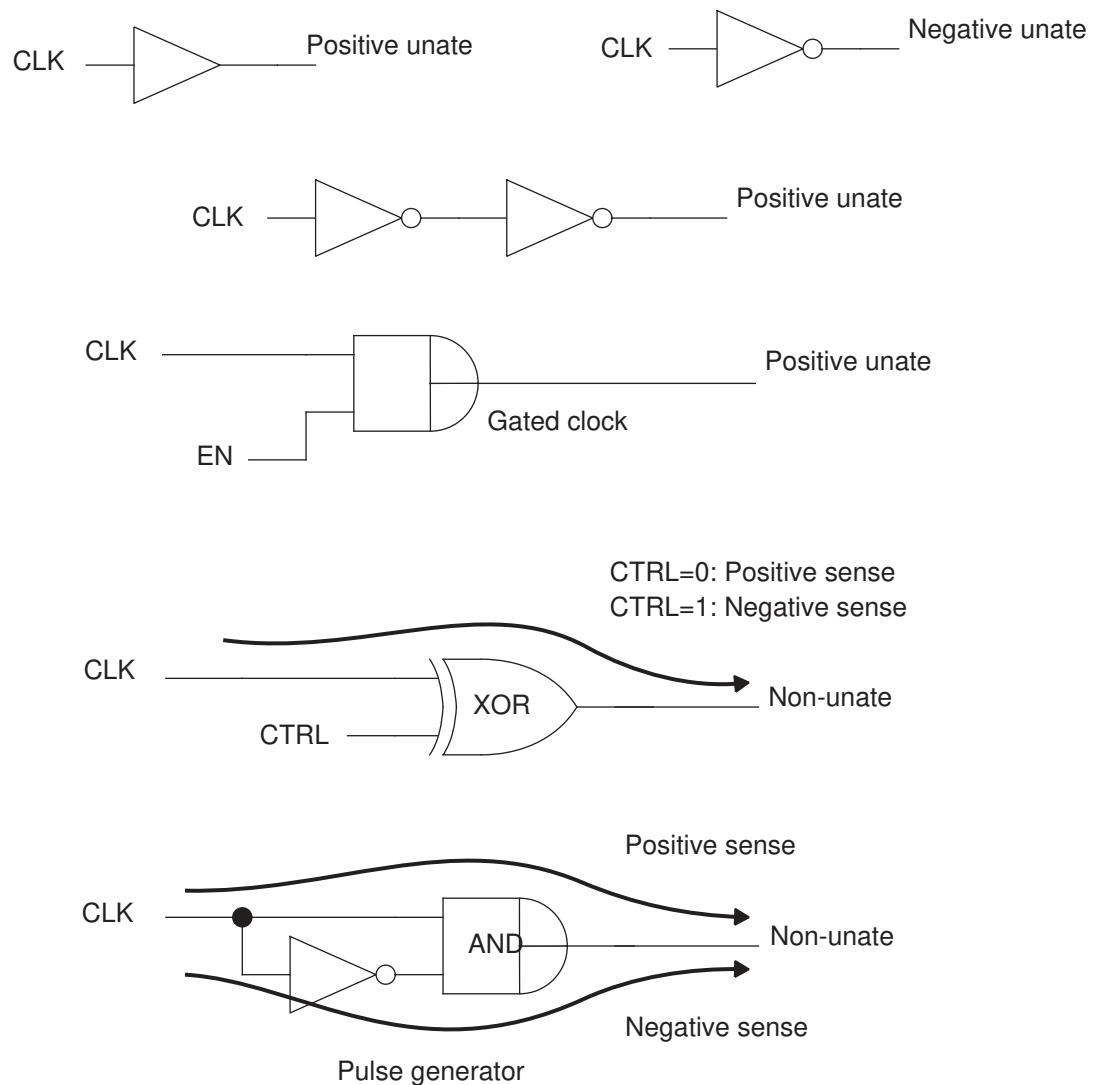 CLK
Positive unate
CLK
Negative unate
CLK
Positive unate
CLK
Positive unate
Gated clock
EN
CTRL=0: Positive sense
CTRL=1: Negative sense
CLK
XOR
Non-unate
CTRL
Positive sense
CLK
AND
Non-unate
Negative sense
Pulse generator